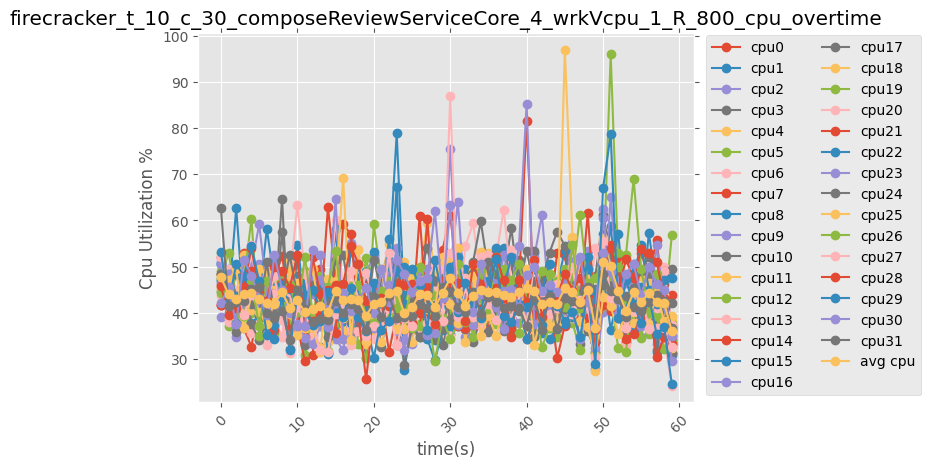 firecracker_t_10_c_30_composeReviewServiceCore_4_wrkVcpu_1_R_800_cpu_overtime
Cpu Utilization %
100
90
80
70
60
50
40
30
0
10
20
30
40
50
60
time(s)
cpu0
cpu1
cpu2
cpu3
cpu4
cpu5
cpu6
cpu7
cpu8
cpu9
cpu10
cpu11
cpu12
cpu13
cpu14
cpu15
cpu16
cpu17
cpu18
cpu19
cpu20
cpu21
cpu22
cpu23
cpu24
cpu25
cpu26
cpu27
cpu28
cpu29
cpu30
cpu31
avg cpu